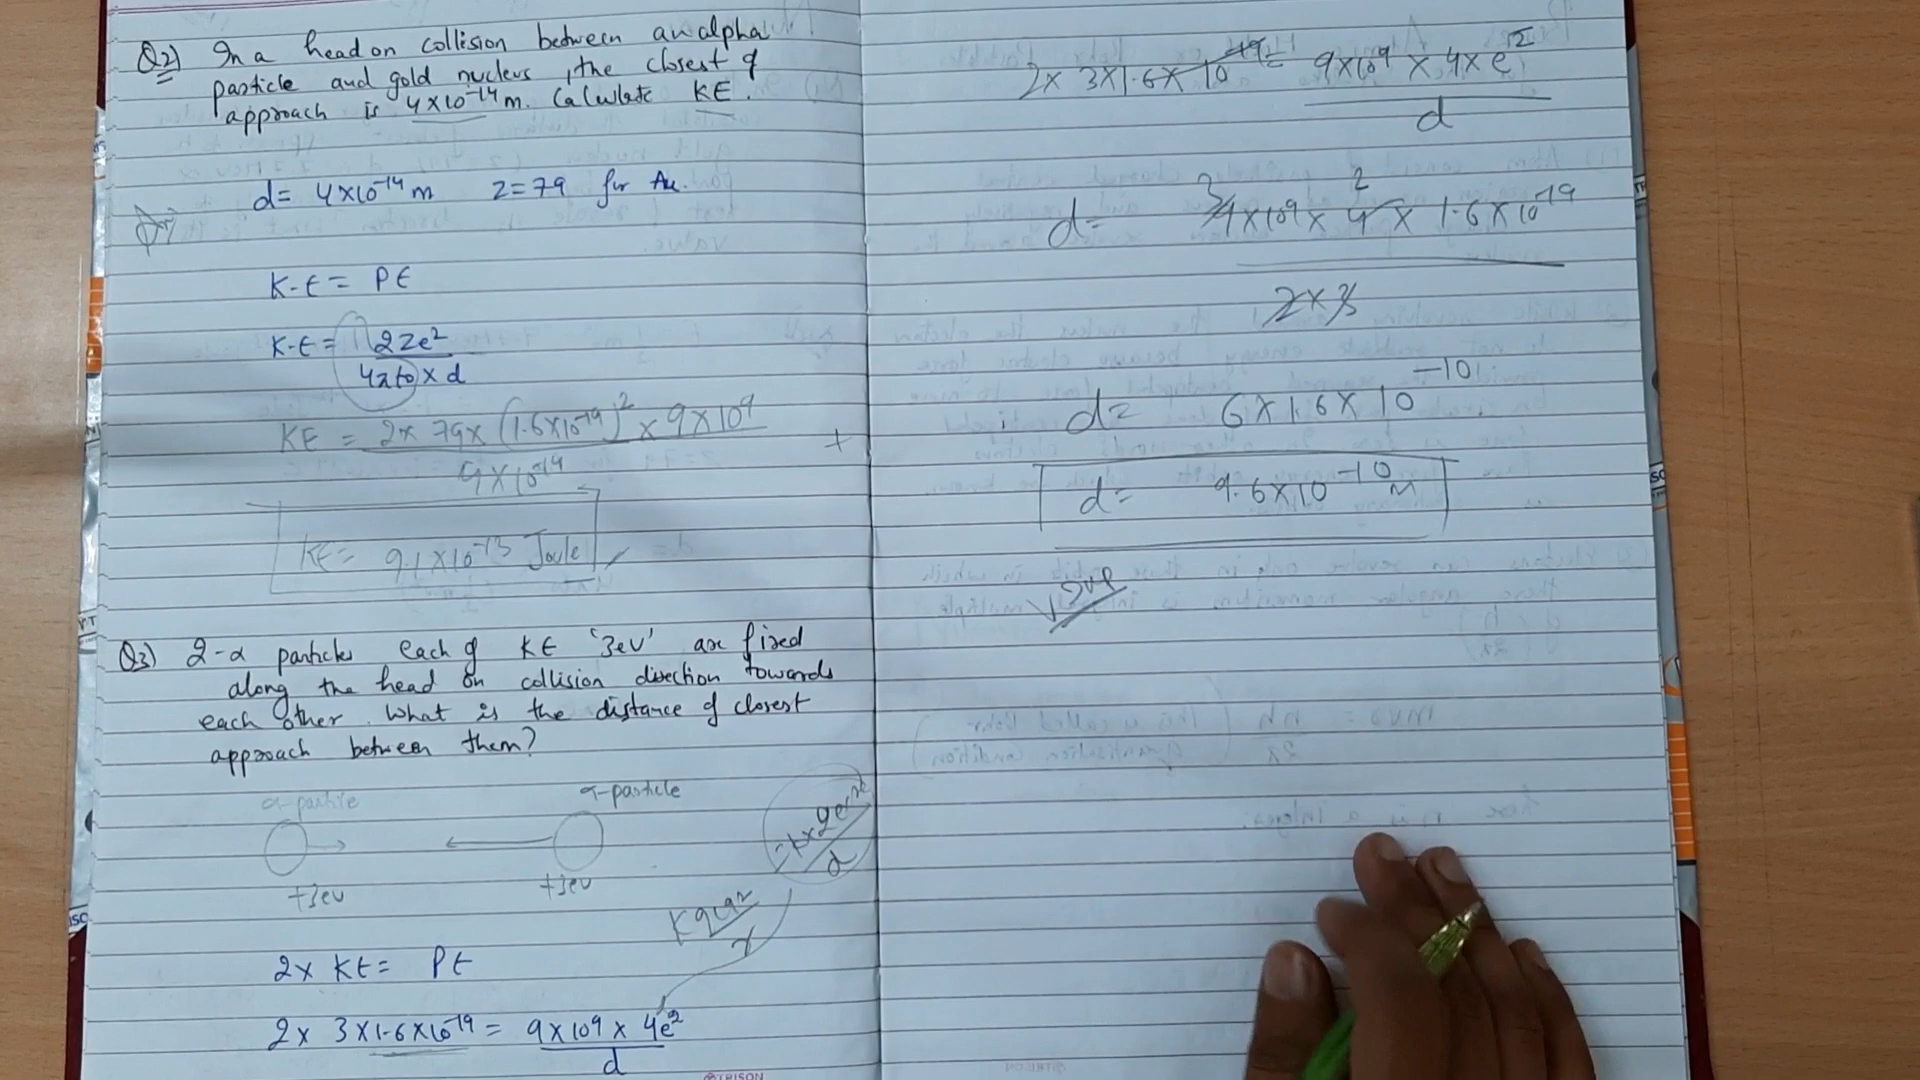 Q2) In a head on collision between an alpha
particle and gold nucleus, the closest of
approach is 4×10⁻¹⁴ m. Calculate KE.
d= 4×10⁻¹⁴ m z=79 for Au.
K·E = PE
K·E = 1 2Ze²
4πε0 × d
KE = 2× 79× (1.6×10⁻¹⁹)² × 9×10⁹
4×10⁻¹⁴
KE= 9.1×10⁻¹³ Joule
Q3) 2-α particles each of KE '3eV' are fixed
along the head on collision direction towards
each other. What is the distance of closest
approach between them?
α-partile
α-particle
+3ev
+3ev
K q1q2
r
2× KE= PE
2× 3×1.6×10⁻¹⁹ = 9×10⁹ × 4e²
d
2× 3×1.6× 10⁻¹⁹ = 9×10⁹ × 4×e²
d
d= 9×10⁹ × 4 × 1.6×10⁻¹⁹
3 2
2×3
d= 6×1.6×10⁻¹⁰
d= 9.6×10⁻¹⁰ m